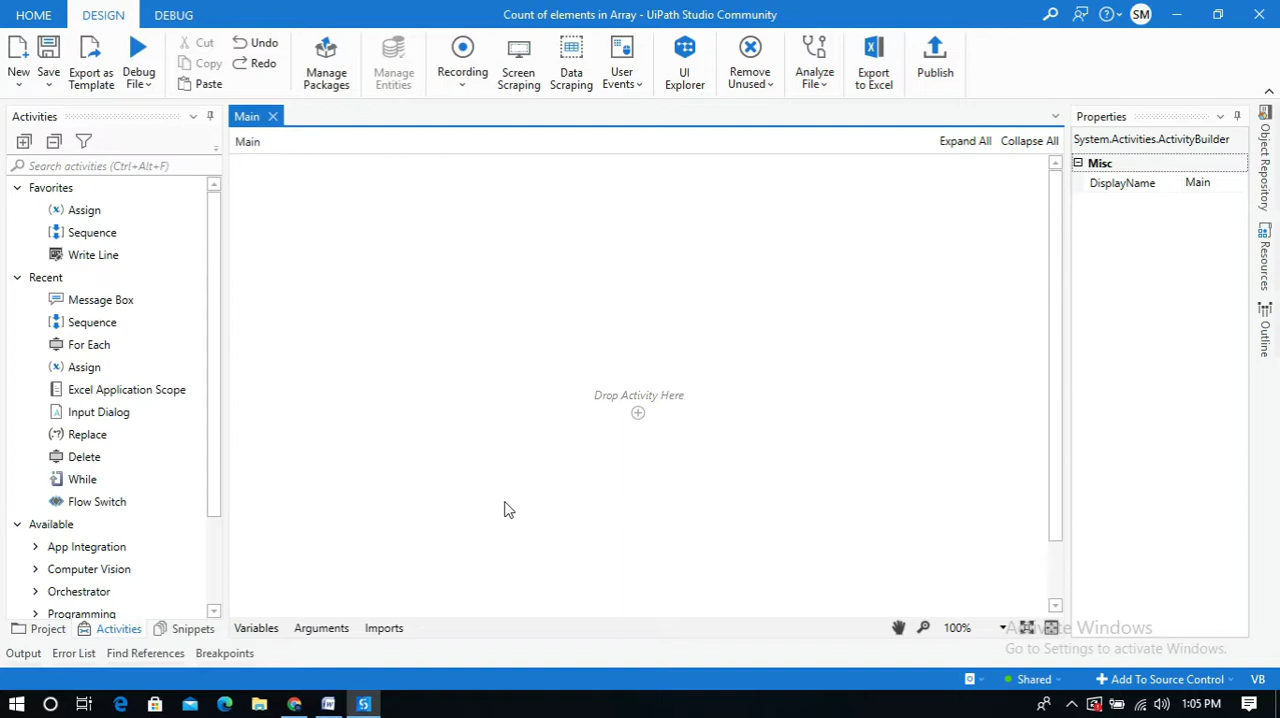 HOME DESIGN DEBUG Count of elements in Array - UiPath Studio Community SM
New Save Export as Template Debug File Cut Copy Paste Undo Redo Manage Packages Manage Entities Recording Screen Scraping Data Scraping User Events UI Explorer Remove Unused Analyze File Export to Excel Publish
Activities
Search activities (Ctrl+Alt+F)
Favorites
Assign
Sequence
Write Line
Recent
Message Box
Sequence
For Each
Assign
Excel Application Scope
Input Dialog
Replace
Delete
While
Flow Switch
Available
App Integration
Computer Vision
Orchestrator
Programming
Project Activities Snippets
Main
Main Expand All Collapse All
Drop Activity Here
Variables Arguments Imports 100%
Properties
System.Activities.ActivityBuilder
Misc
DisplayName Main
Object Repository
Resources
Outline
Activate Windows
Go to Settings to activate Windows.
Output Error List Find References Breakpoints
Shared Add To Source Control VB
1:05 PM